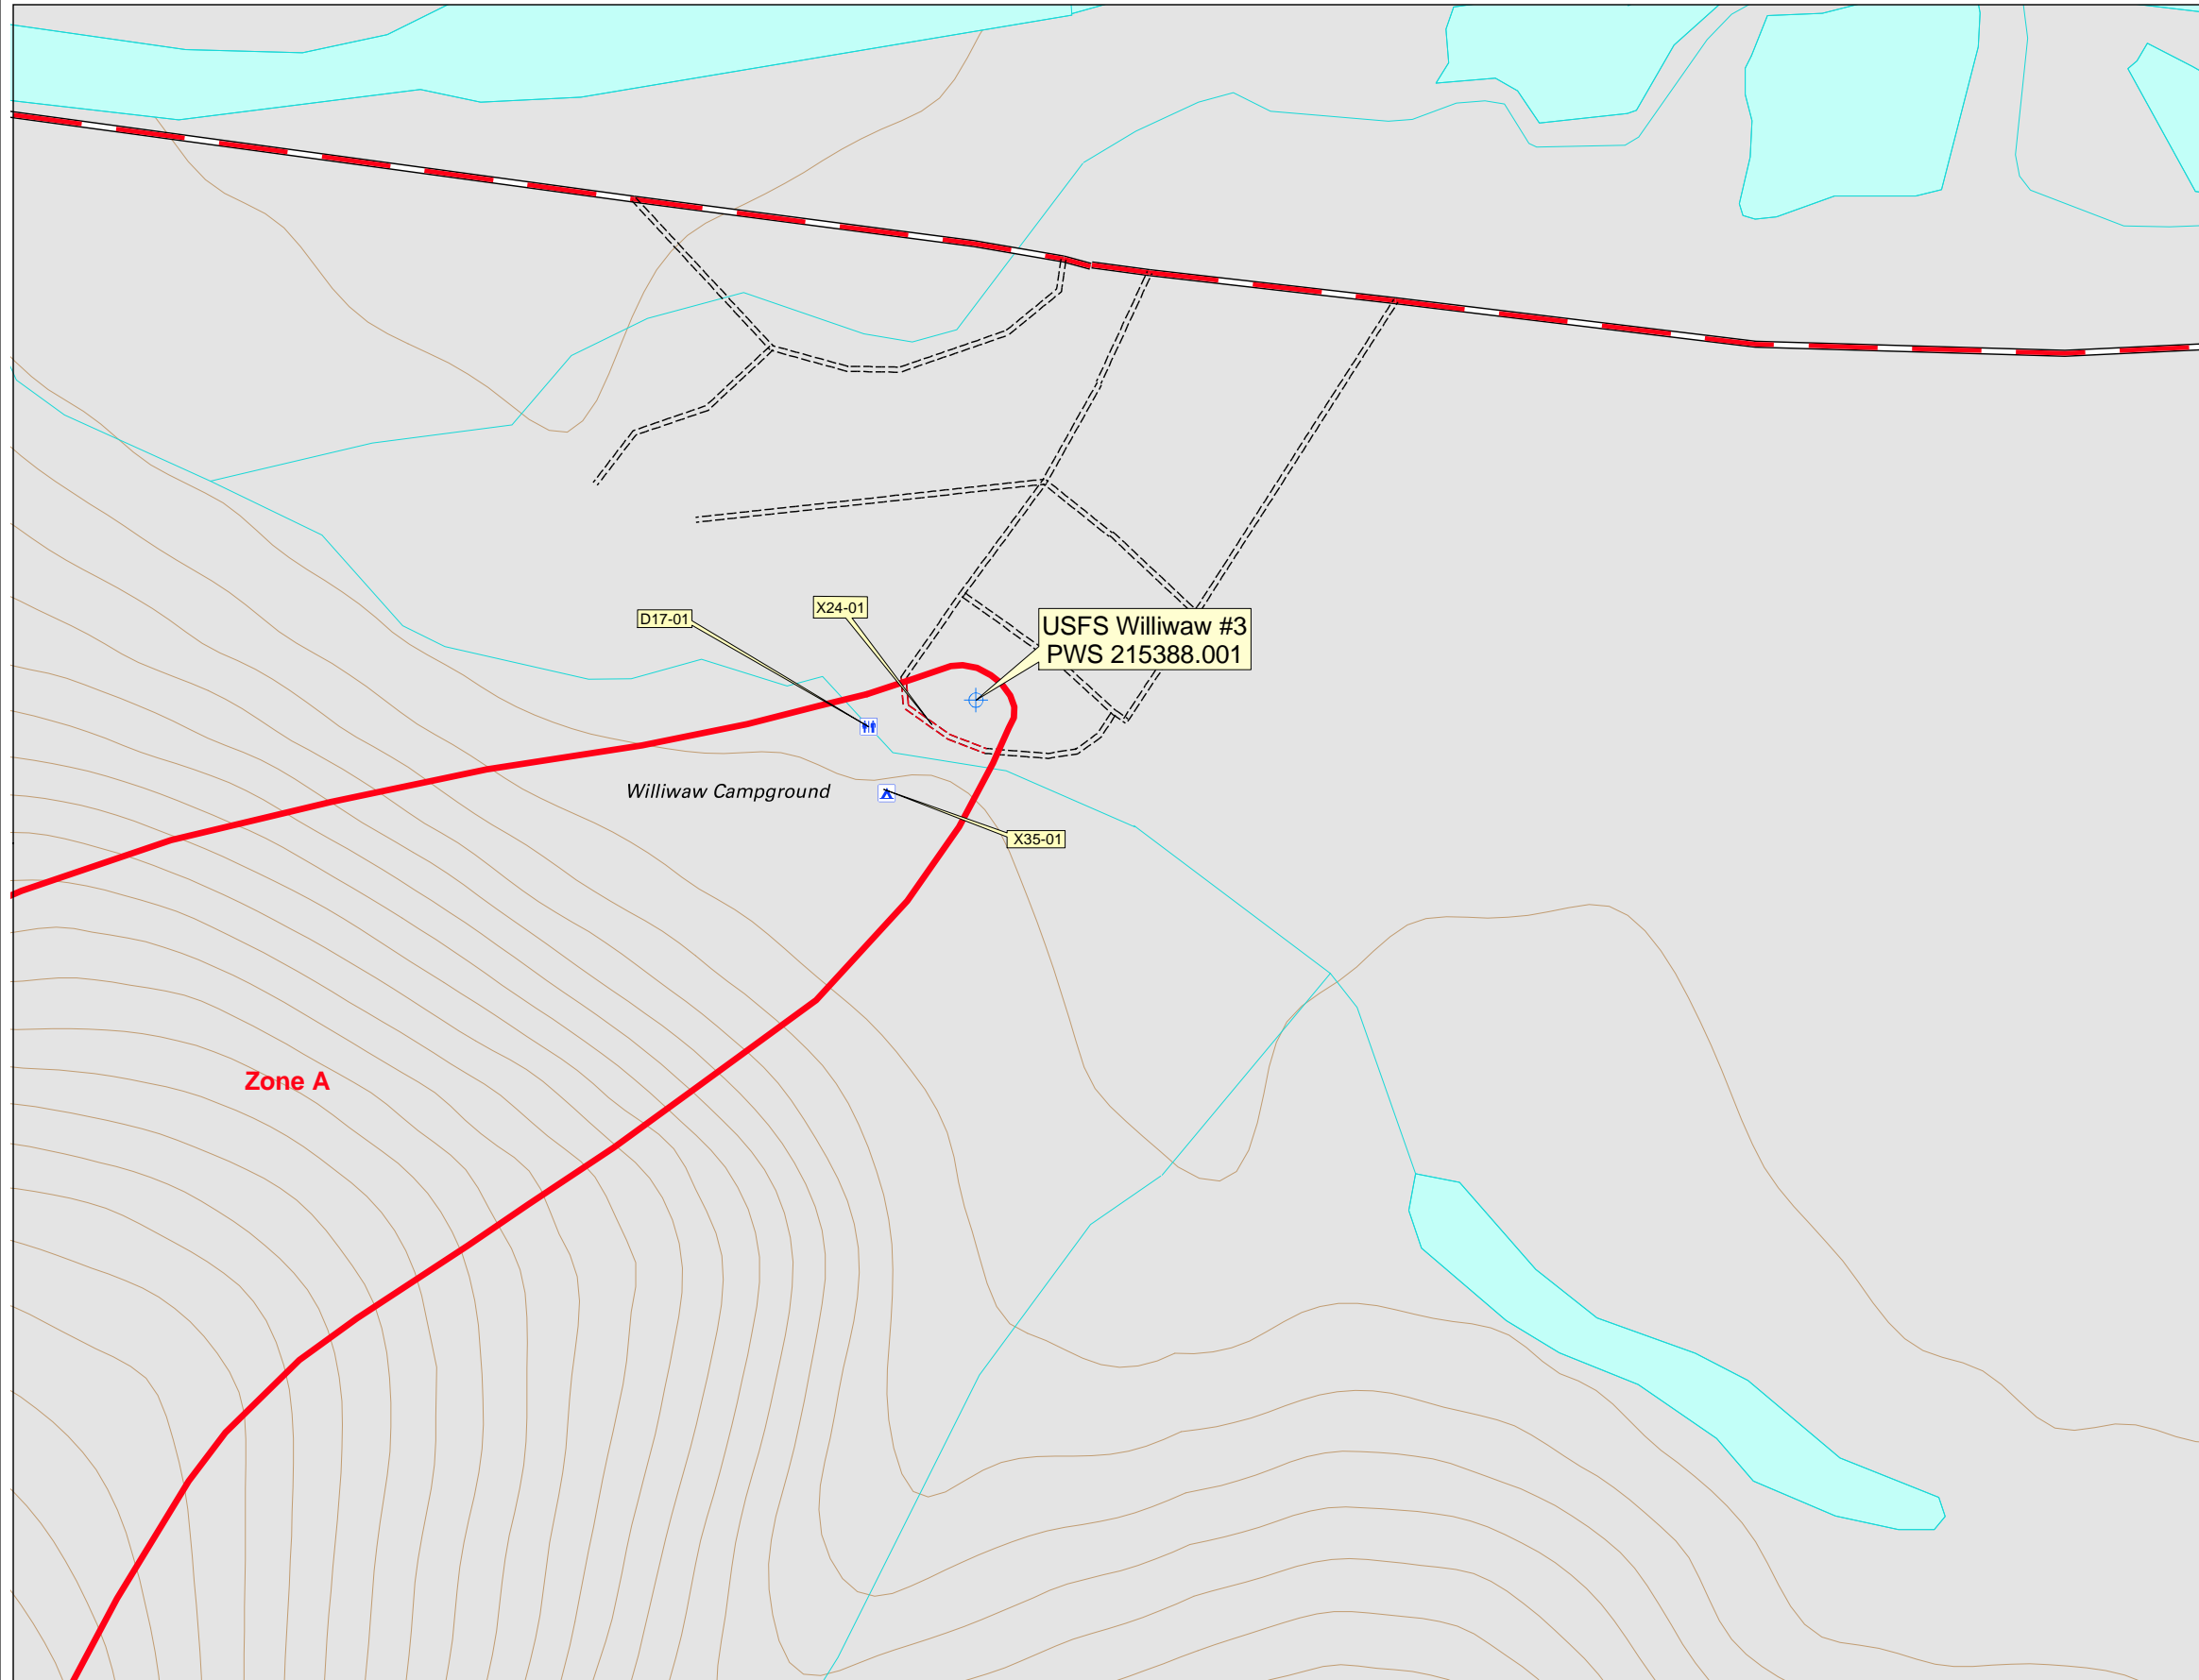 X24-01
D17-01
USFS Williwaw #3
PWS 215388.001
Williwaw Campground
X35-01
Zone A